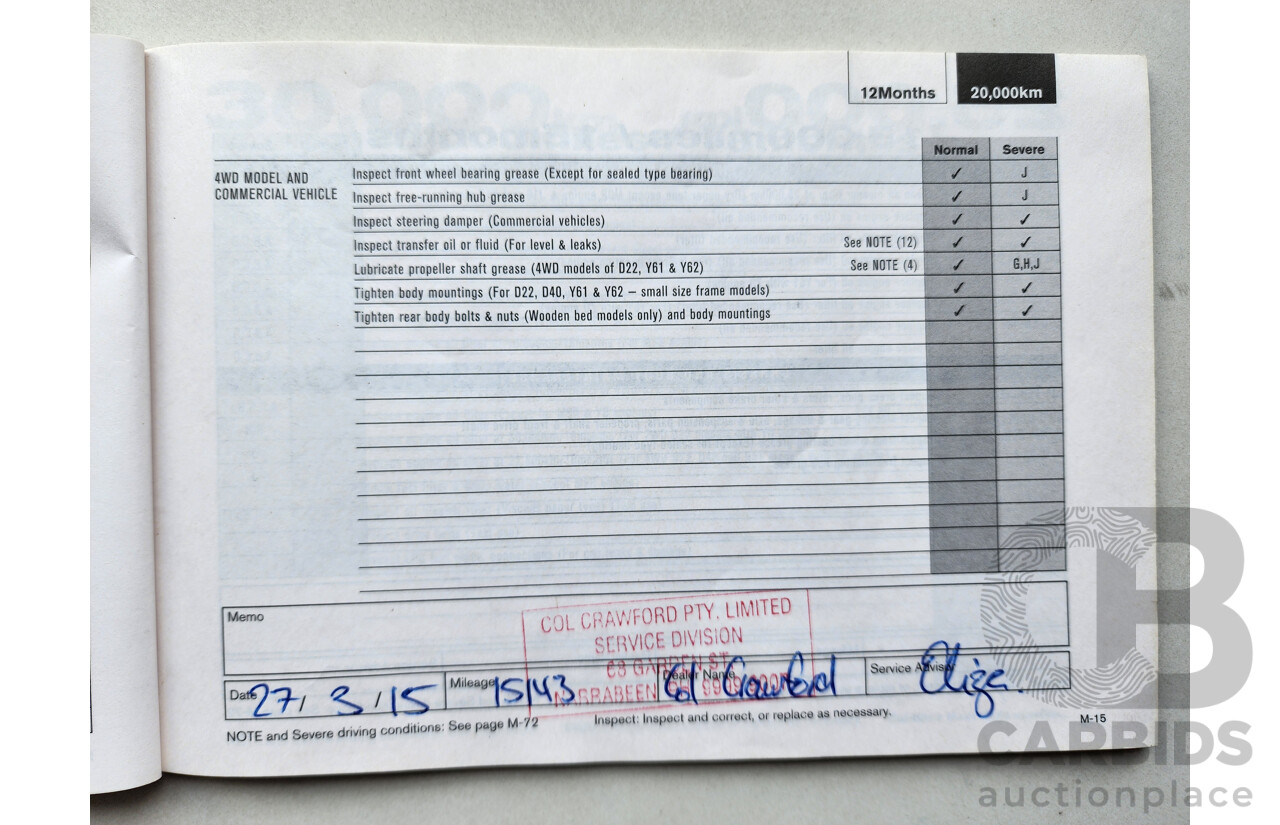 12Months 20,000km
Normal Severe
4WD MODEL AND
COMMERCIAL VEHICLE
Inspect front wheel bearing grease (Except for sealed type bearing) ✓ J
Inspect free-running hub grease ✓ J
Inspect steering damper (Commercial vehicles) ✓ ✓
Inspect transfer oil or fluid (For level & leaks) See NOTE (12) ✓ ✓
Lubricate propeller shaft grease (4WD models of D22, Y61 & Y62) See NOTE (4) ✓ G,H,J
Tighten body mountings (For D22, D40, Y61 & Y62 – small size frame models) ✓ ✓
Tighten rear body bolts & nuts (Wooden bed models only) and body mountings ✓ ✓
Memo
COL CRAWFORD PTY. LIMITED
SERVICE DIVISION
63 GARDEN ST.
NARRABEEN
Date 27/3/15 Mileage 15143 Dealer Name Col Crawford Service Advisor Eliza.
NOTE and Severe driving conditions: See page M-72 Inspect: Inspect and correct, or replace as necessary. M-15
CARBIDS
auctionplace